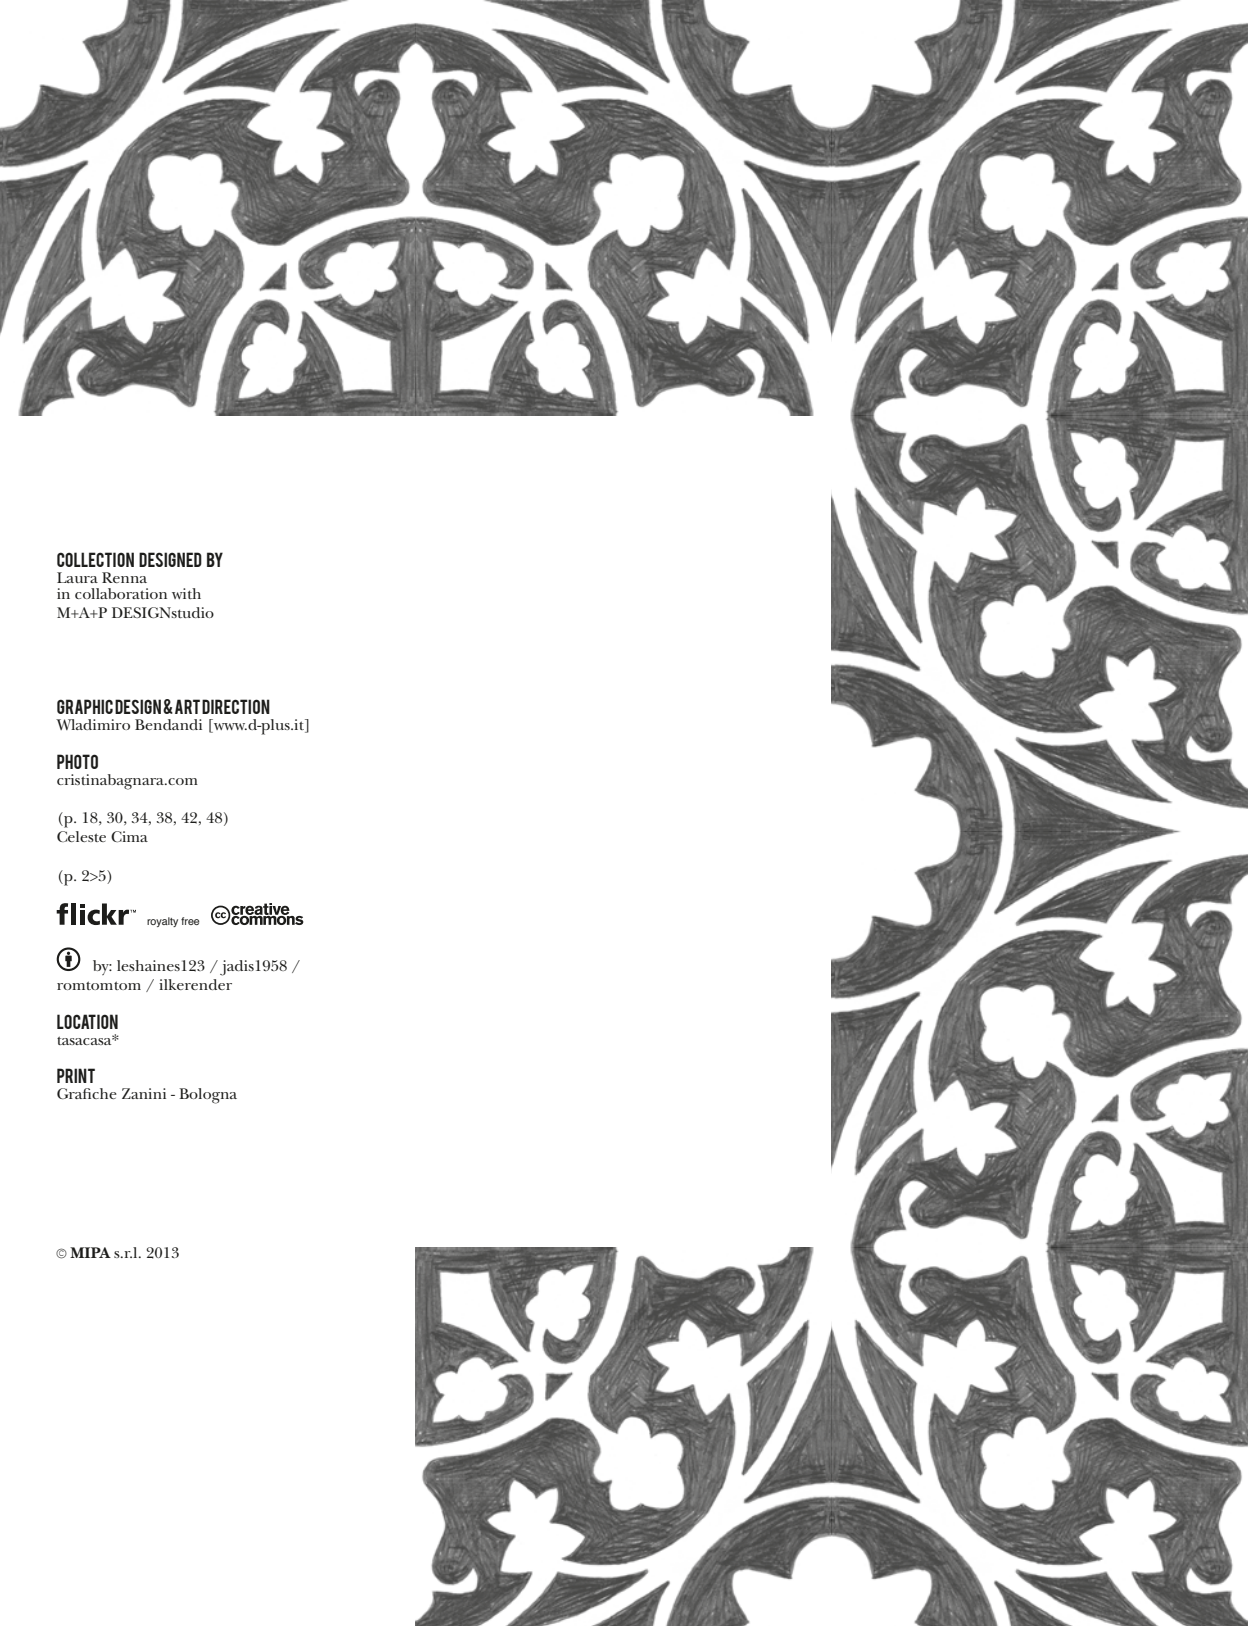 COLLECTION DESIGNED BY
Laura Renna
in collaboration with
M+A+P DESIGNstudio
GRAPHIC DESIGN & ART DIRECTION
Wladimiro Bendandi [www.d-plus.it]
PHOTO
cristinabagnara.com
(p. 18, 30, 34, 38, 42, 48)
Celeste Cima
(p. 2>5)
flickr™ royalty free cc creative commons
by: leshaines123 / jadis1958 /
romtomtom / ilkerender
LOCATION
tasacasa*
PRINT
Grafiche Zanini - Bologna
© MIPA s.r.l. 2013